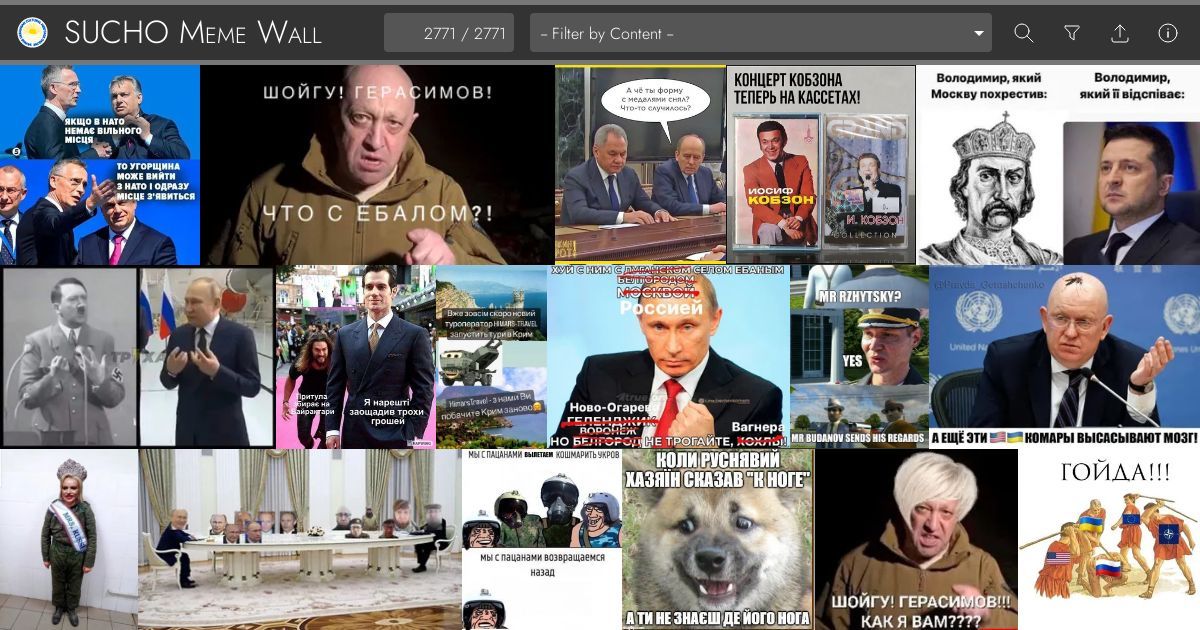 SUCHO Meme Wall
2771 / 2771
– Filter by Content –
ЯКЩО В НАТО
НЕМАЄ ВІЛЬНОГО
МІСЦЯ
ТО УГОРЩИНА
МОЖЕ ВИЙТИ
З НАТО І ОДРАЗУ
МІСЦЕ З'ЯВИТЬСЯ
ШОЙГУ! ГЕРАСИМОВ!
ЧТО С ЕБАЛОМ?!
А чё ты форму
с медалями снял?
Что-то случилось?
КОНЦЕРТ КОБЗОНА
ТЕПЕРЬ НА КАССЕТАХ!
ИОСИФ
КОБЗОН
И. КОБЗОН
COLLECTION
Володимир, який
Москву похрестив:
Володимир,
який її відспіває:
Притула
збирає на
Байрактари
Я нарешті
заощадив трохи
грошей
Вже зовсім скоро новий
туроператор HIMARS-TRAVEL
запустить тури в Крим
HimarsTravel - з нами Ви
побачите Крим заново
ХУЙ С НИМ С ЛУГАНСКОМ СЕЛОМ ЕБАНЫМ
БЕЛГОРОДОМ
МОСКВОЙ
Россией
Ново-Огарева
ГЕЛЕНДЖИК
ВОРОНЕЖ
Вагнера
НО БЕЛГОРОД НЕ ТРОГАЙТЕ, ХОХЛЫ!
MR RZHYTSKY?
YES
MR BUDANOV SENDS HIS REGARDS
@Pravda_Gerashchenko
United Nat
А ЕЩЁ ЭТИ КОМАРЫ ВЫСАСЫВАЮТ МОЗГ!
МЫ С ПАЦАНАМИ ВЫЛЕТАЕМ КОШМАРИТЬ УКРОВ
мы с пацанами возвращаемся
назад
КОЛИ РУСНЯВИЙ
ХАЗЯЇН СКАЗАВ "К НОГЕ"
А ТИ НЕ ЗНАЄШ ДЕ ЙОГО НОГА
ШОЙГУ! ГЕРАСИМОВ!!!
КАК Я ВАМ????
ГОЙДА!!!